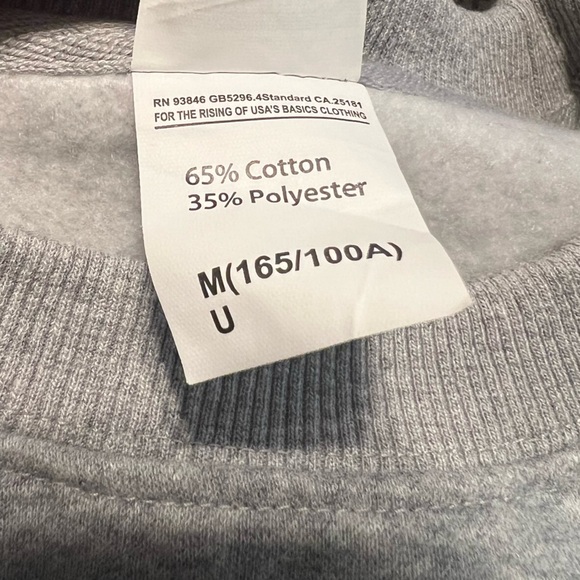 RN 93846 GB5296.4Standard CA.25181
FOR THE RISING OF USA'S BASICS CLOTHING
65% Cotton
35% Polyester
M(165/100A)
U